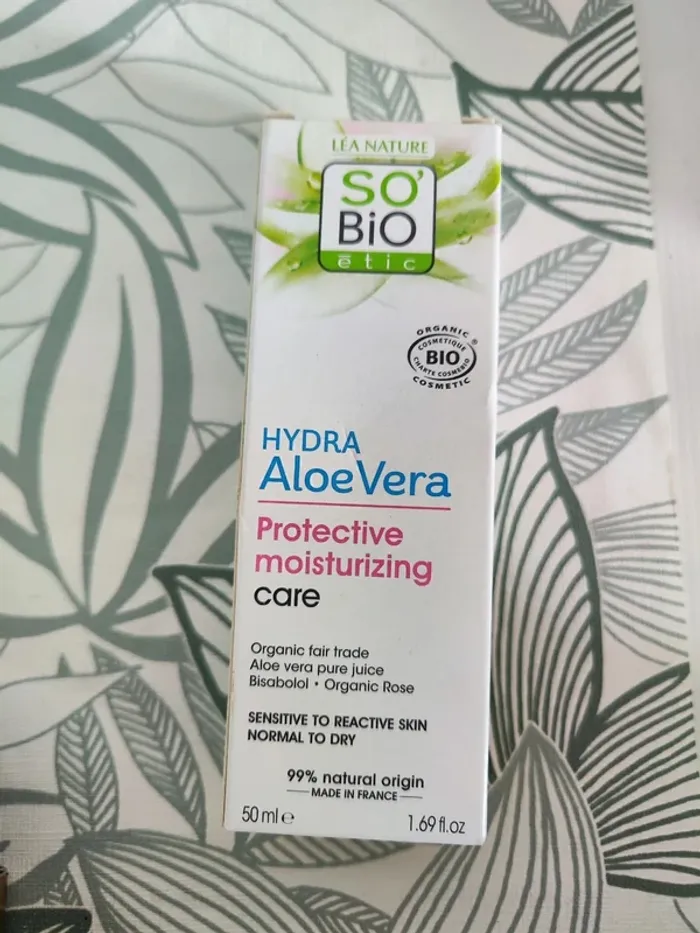 LÉA NATURE
SO'
BiO
ētic
ORGANIC ®
COSMETIQUE
BIO
CHARTE COSMEBIO
COSMETIC
HYDRA
AloeVera
Protective
moisturizing
care
Organic fair trade
Aloe vera pure juice
Bisabolol • Organic Rose
SENSITIVE TO REACTIVE SKIN
NORMAL TO DRY
99% natural origin
MADE IN FRANCE
50 ml ℮
1.69 fl.oz